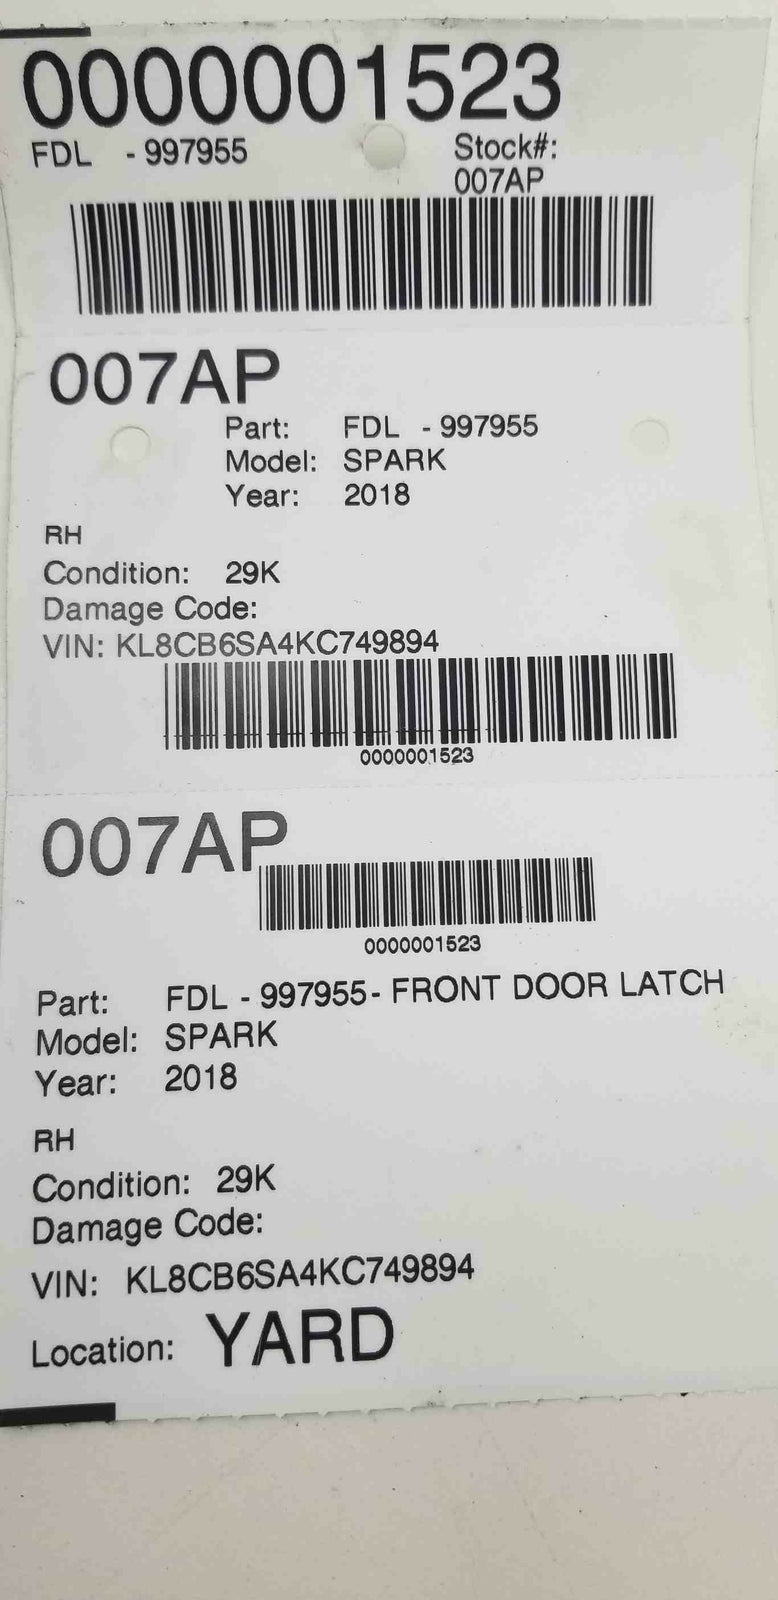 0000001523
FDL - 997955 Stock#:
007AP
007AP
Part: FDL - 997955
Model: SPARK
Year: 2018
RH
Condition: 29K
Damage Code:
VIN: KL8CB6SA4KC749894
0000001523
007AP
0000001523
Part: FDL - 997955- FRONT DOOR LATCH
Model: SPARK
Year: 2018
RH
Condition: 29K
Damage Code:
VIN: KL8CB6SA4KC749894
Location: YARD